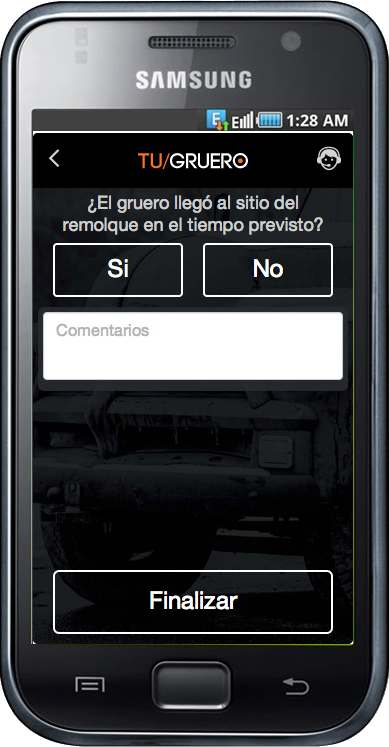 SAMSUNG
E 1:28 AM
TU/GRUERO
¿El gruero llegó al sitio del
remolque en el tiempo previsto?
Si No
Comentarios
Finalizar